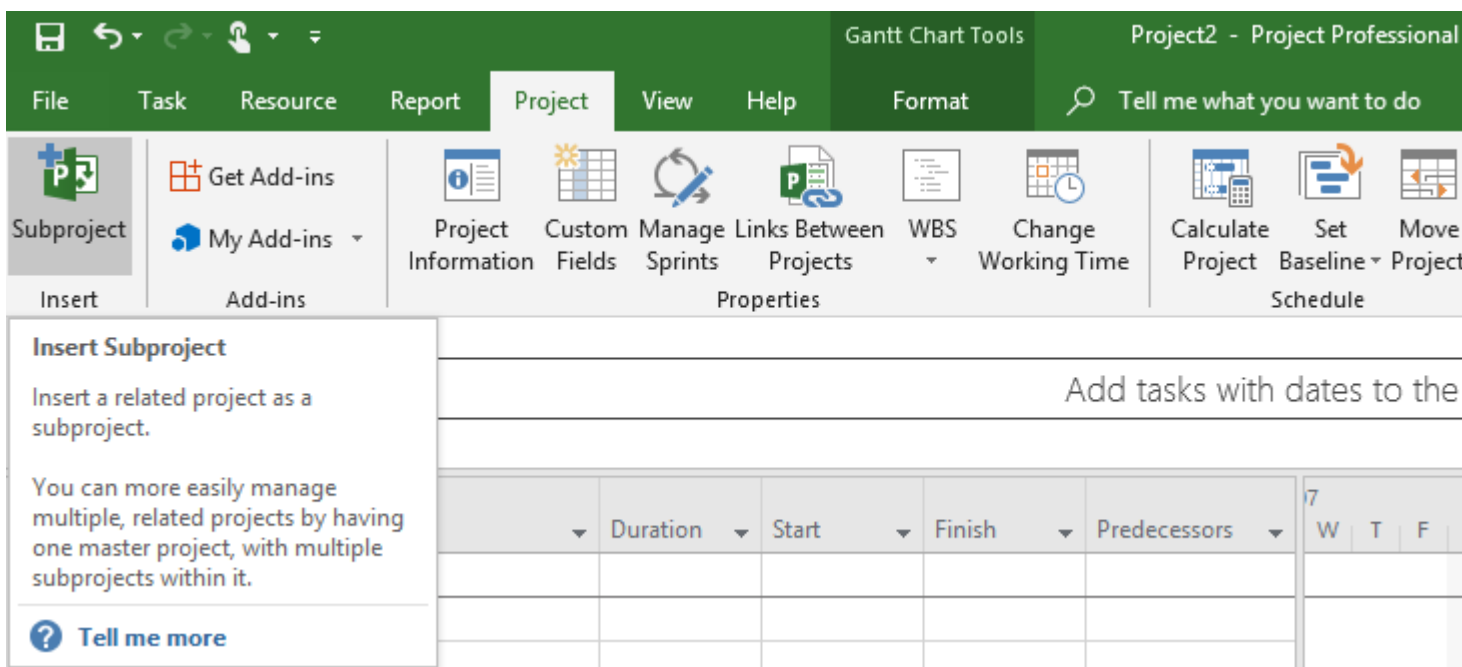 Gantt Chart Tools
Project2 - Project Professional
File Task Resource Report Project View Help Format Tell me what you want to do
Subproject
Insert
Get Add-ins
My Add-ins
Add-ins
Project
Information
Custom
Fields
Manage
Sprints
Links Between
Projects
WBS
Change
Working Time
Properties
Calculate
Project
Set
Baseline
Move
Project
Schedule
Insert Subproject
Insert a related project as a
subproject.
You can more easily manage
multiple, related projects by having
one master project, with multiple
subprojects within it.
Tell me more
Add tasks with dates to the
Duration Start Finish Predecessors
W T F